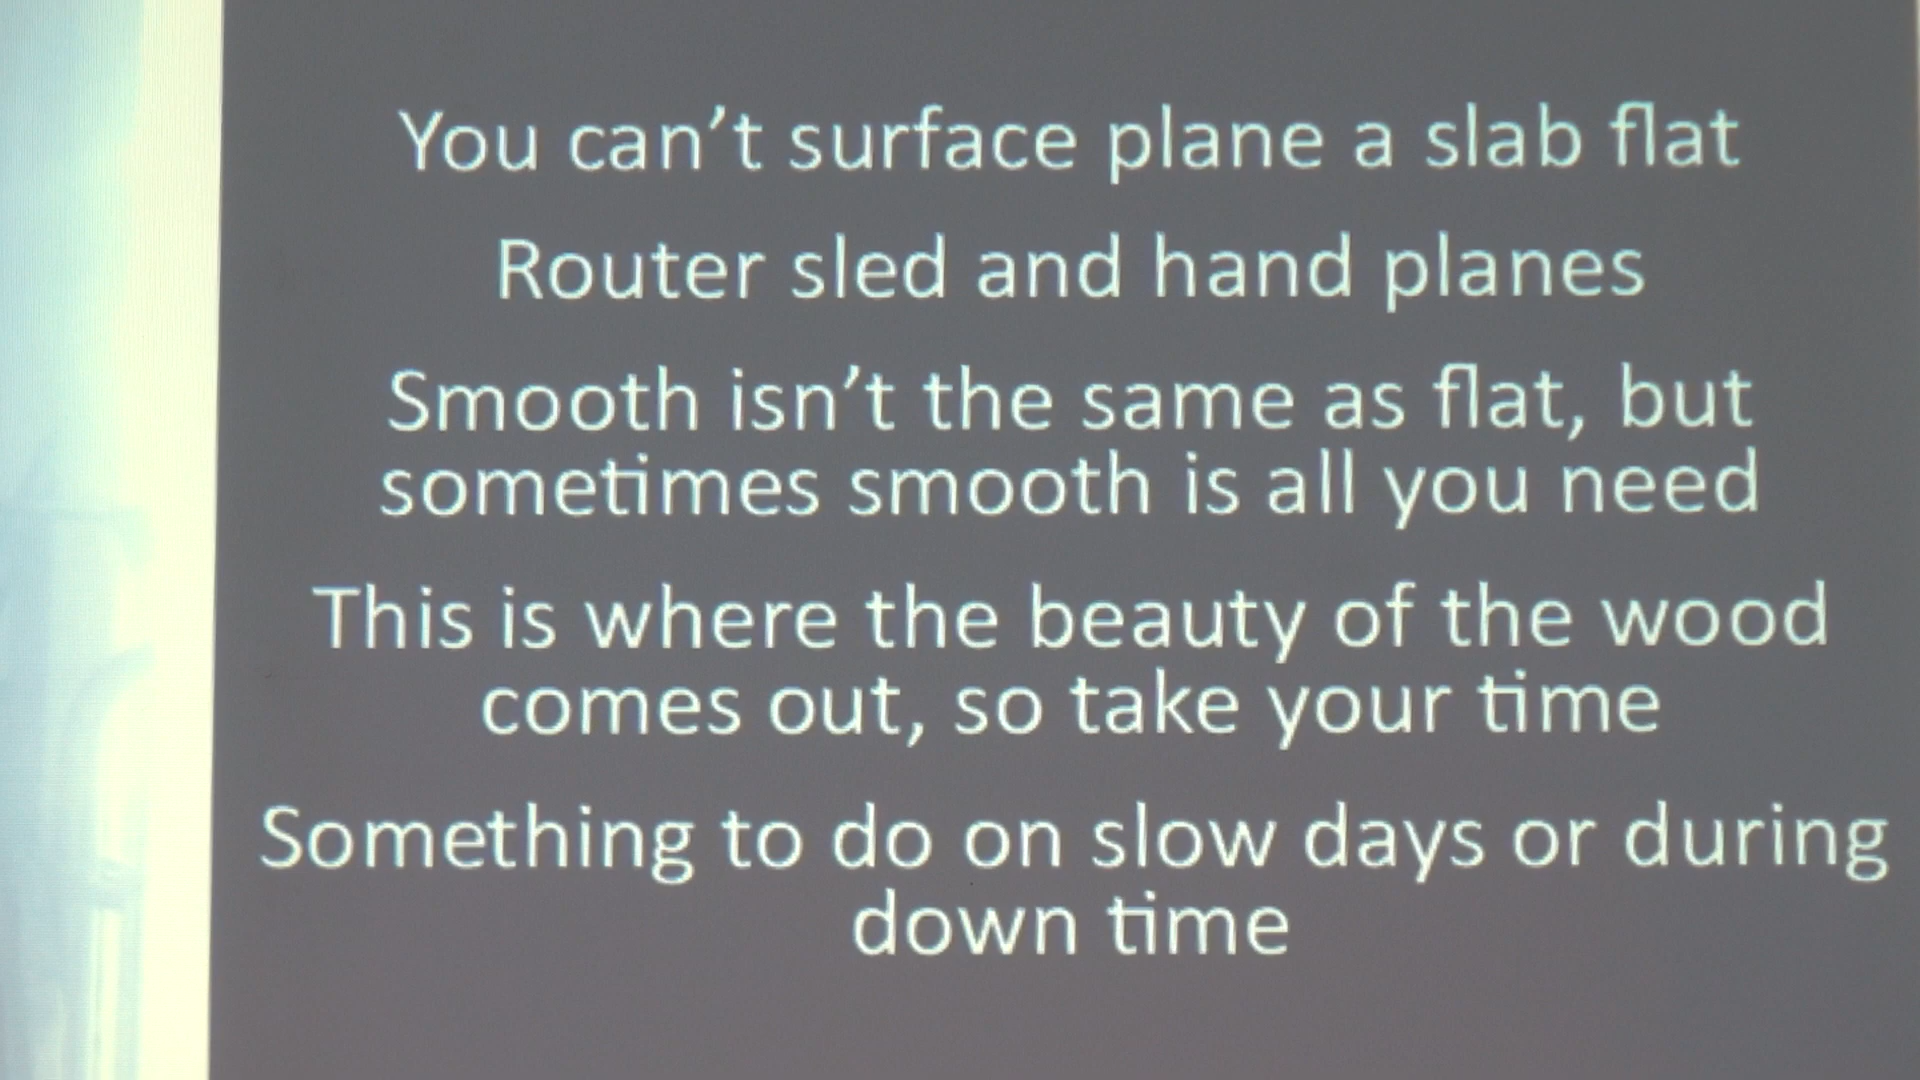 You can’t surface plane a slab flat
Router sled and hand planes
Smooth isn’t the same as flat, but
sometimes smooth is all you need
This is where the beauty of the wood
comes out, so take your time
Something to do on slow days or during
down time